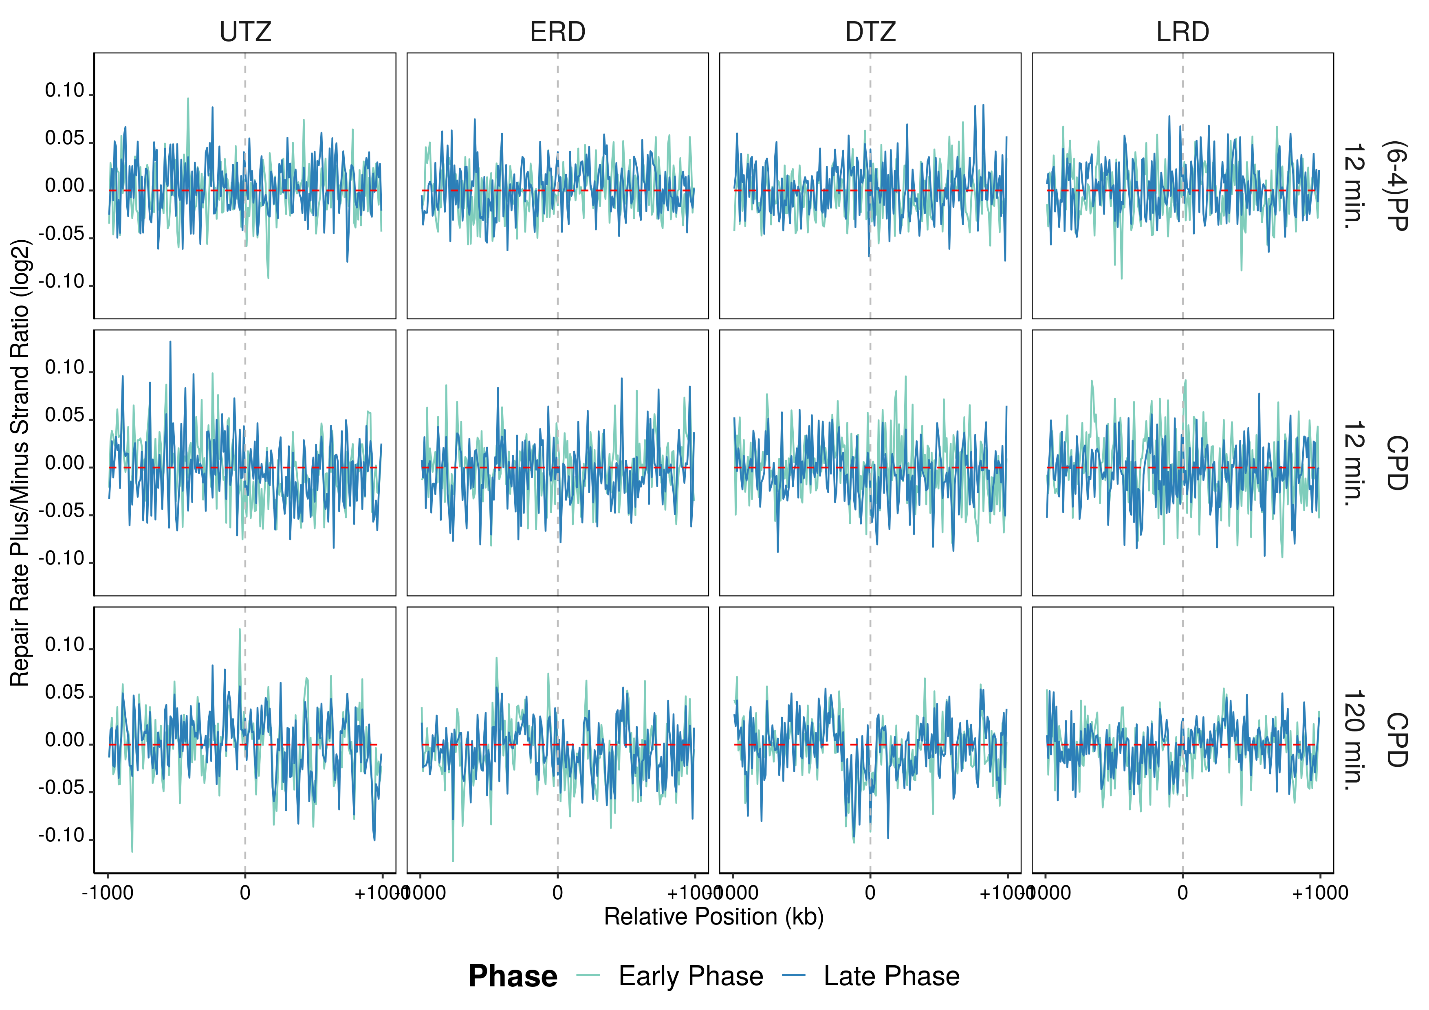 UTZ ERD DTZ LRD
Repair Rate Plus/Minus Strand Ratio (log2)
0.10
0.05
0.00
-0.05
-0.10
(6-4)PP
12 min.
0.10
0.05
0.00
-0.05
-0.10
CPD
12 min.
0.10
0.05
0.00
-0.05
-0.10
CPD
120 min.
-1000 0 +1000 -1000 0 +1000 -1000 0 +1000 -1000 0 +1000
Relative Position (kb)
Phase Early Phase Late Phase